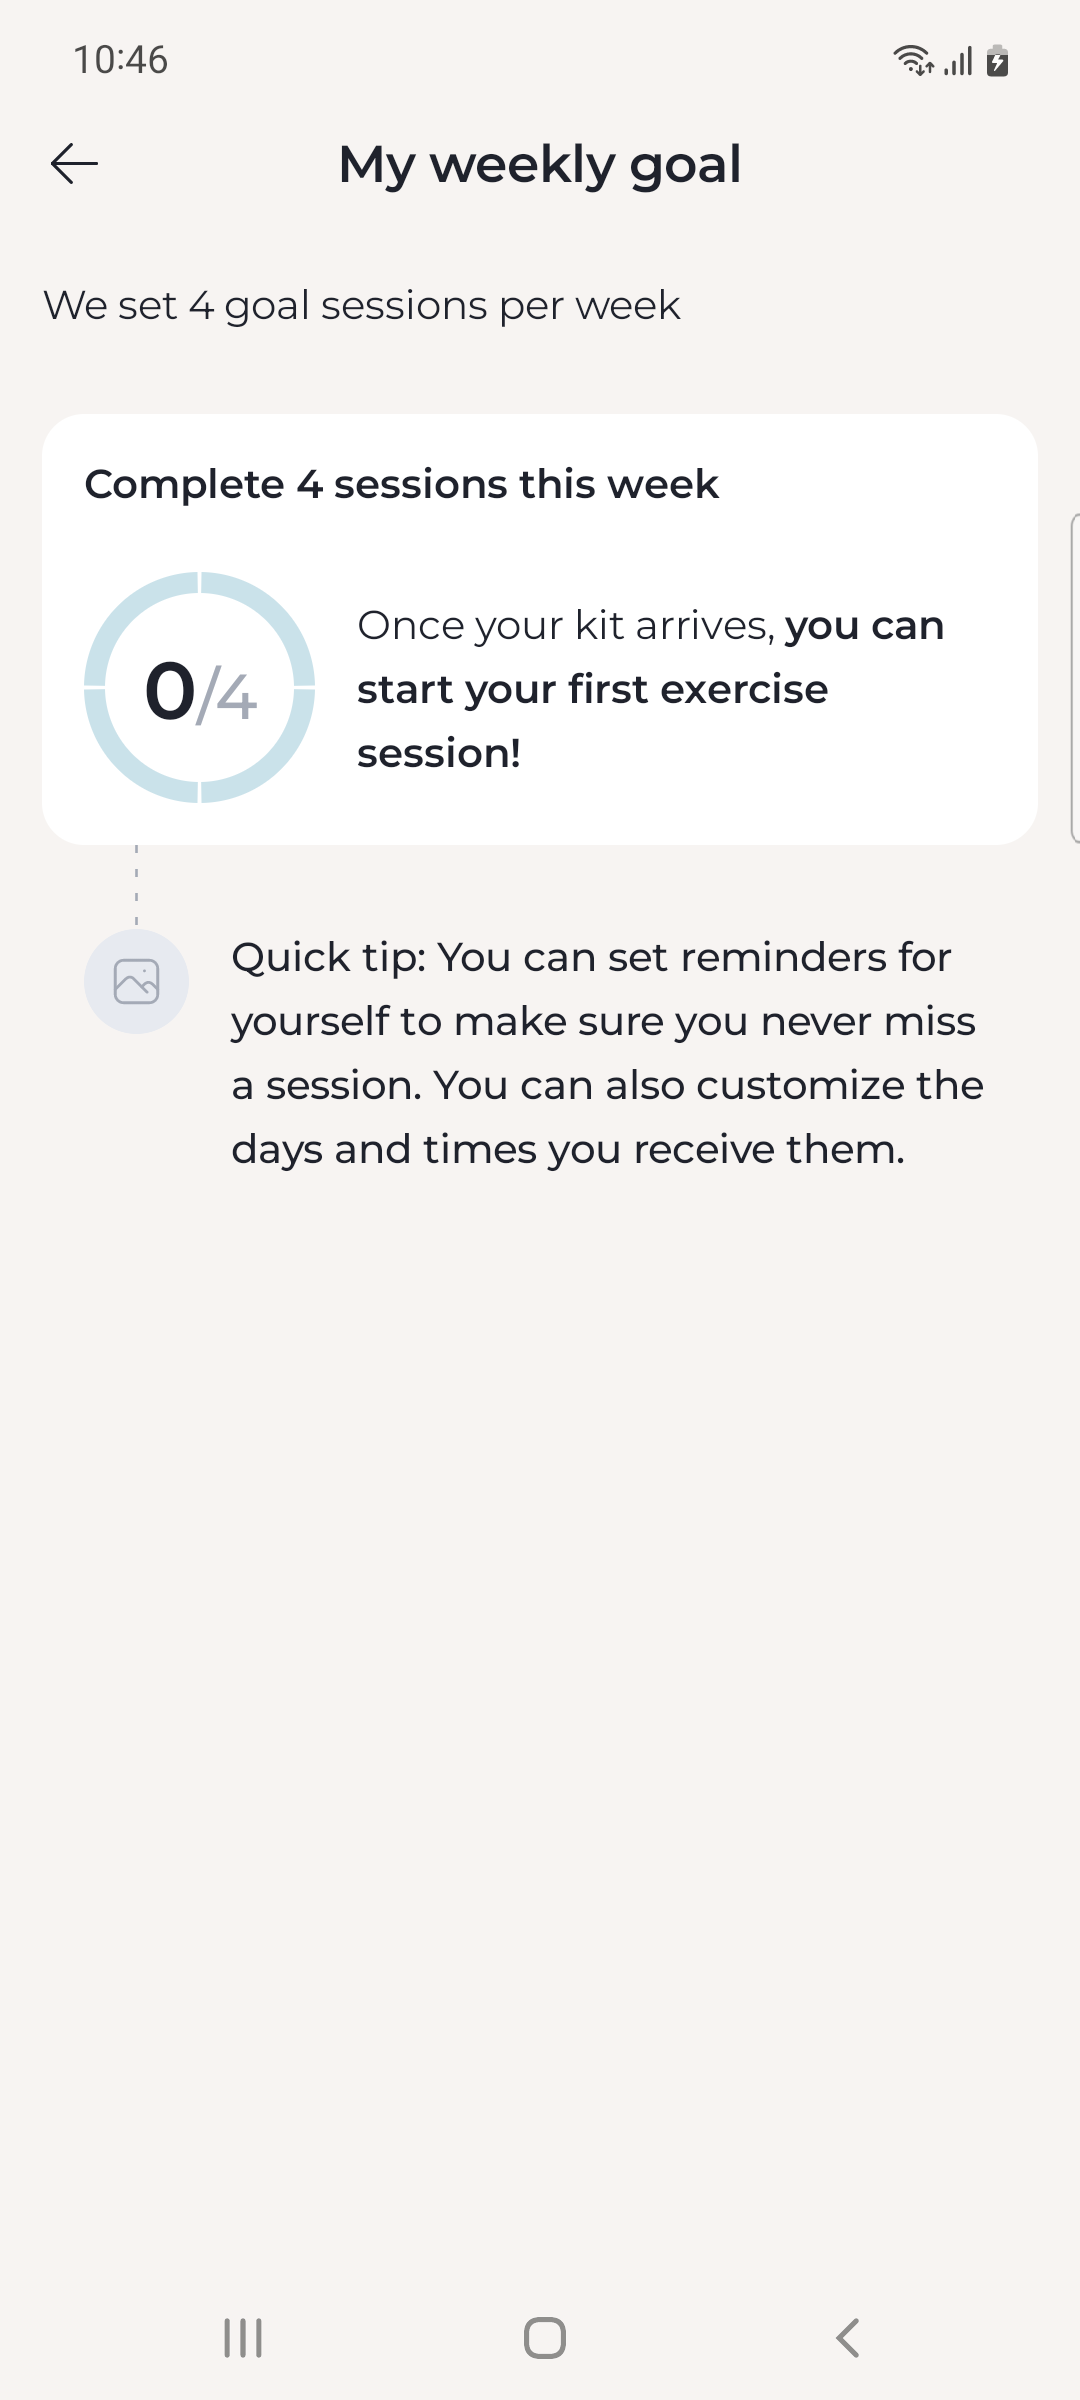 10:46
My weekly goal
We set 4 goal sessions per week
Complete 4 sessions this week
0/4
Once your kit arrives, you can
start your first exercise
session!
Quick tip: You can set reminders for
yourself to make sure you never miss
a session. You can also customize the
days and times you receive them.